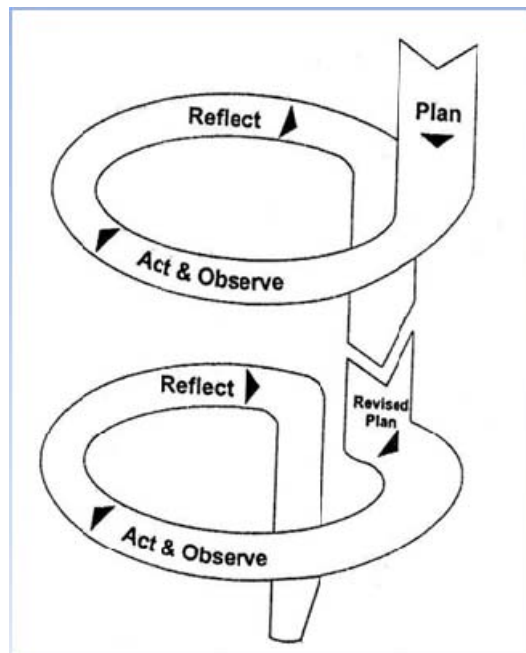 Plan
Reflect
Act & Observe
Revised
Plan
Reflect
Act & Observe